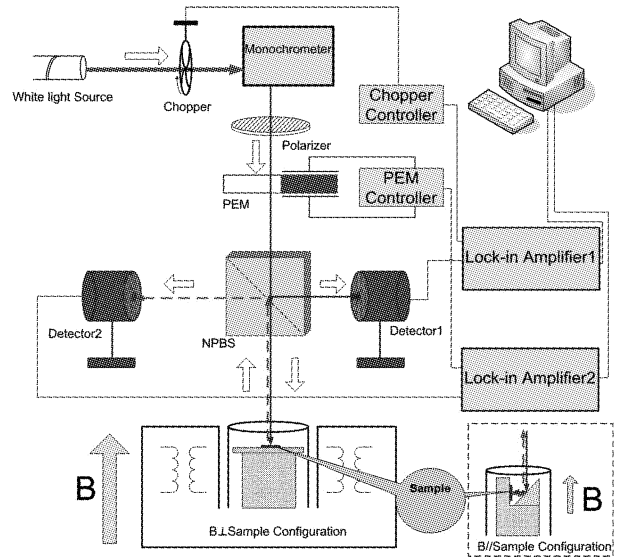 Monochrometer
White light Source
Chopper
Chopper
Controller
Polarizer
PEM
PEM
Controller
Lock-in Amplifier1
Detector2
NPBS
Detector1
Lock-in Amplifier2
B
B⊥Sample Configuration
Sample
B
B//Sample Configuration